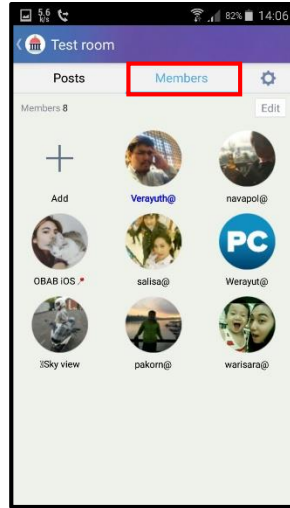 5.6 k/s 82% 14:06
Test room
Posts Members
Members 8 Edit
Add Verayuth@ navapol@
PC
OBAB iOS salisa@ Werayut@
Sky view pakorn@ warisara@